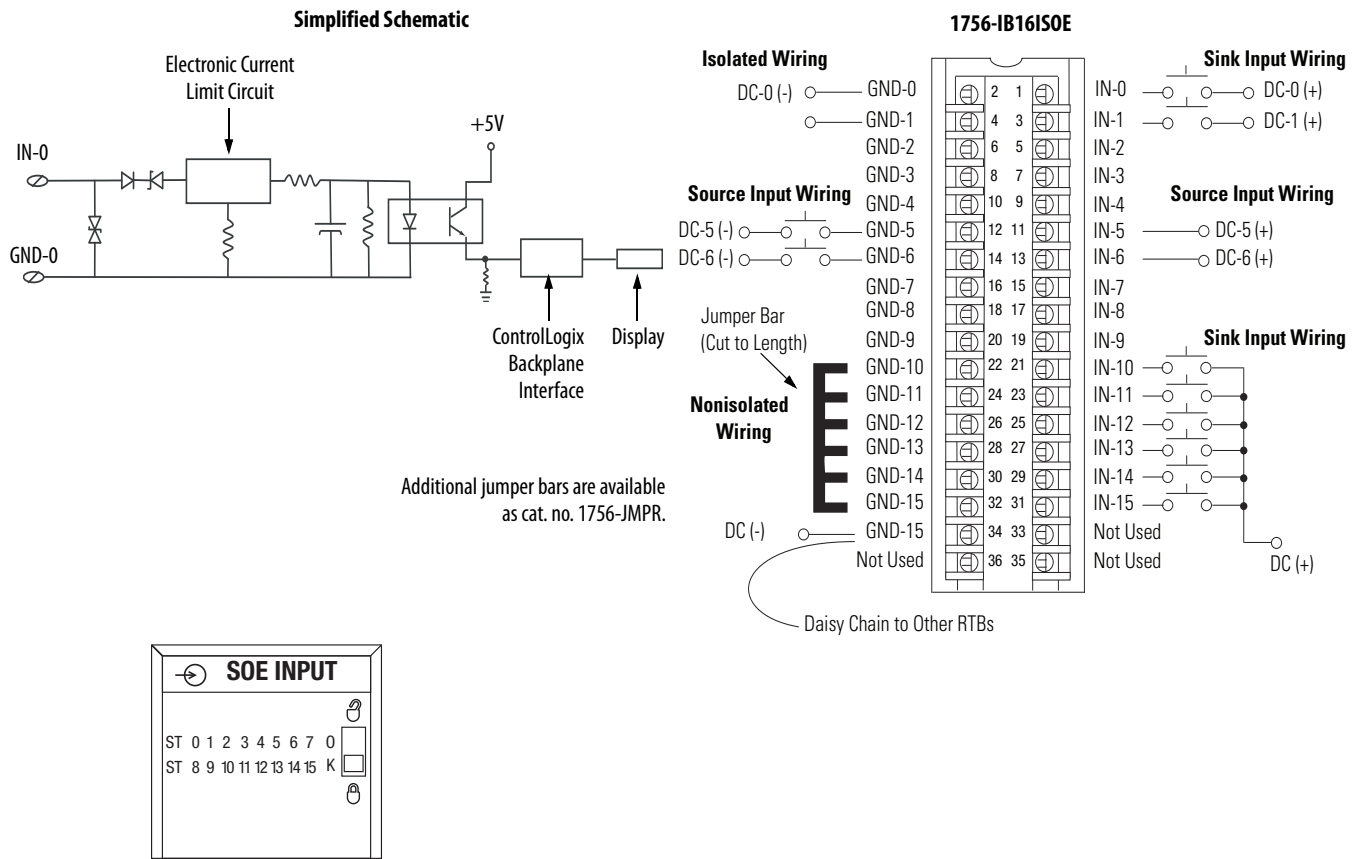 Simplified Schematic
Electronic Current
Limit Circuit
+5V
IN-0
GND-0
ControlLogix
Backplane
Interface
Display
Additional jumper bars are available
as cat. no. 1756-JMPR.
1756-IB16ISOE
Isolated Wiring
Sink Input Wiring
DC-0 (-) GND-0 2 1 IN-0 DC-0 (+)
GND-1 4 3 IN-1 DC-1 (+)
GND-2 6 5 IN-2
GND-3 8 7 IN-3
Source Input Wiring GND-4 10 9 IN-4 Source Input Wiring
DC-5 (-) GND-5 12 11 IN-5 DC-5 (+)
DC-6 (-) GND-6 14 13 IN-6 DC-6 (+)
GND-7 16 15 IN-7
GND-8 18 17 IN-8
Jumper Bar
(Cut to Length)
GND-9 20 19 IN-9 Sink Input Wiring
GND-10 22 21 IN-10
GND-11 24 23 IN-11
Nonisolated
Wiring
GND-12 26 25 IN-12
GND-13 28 27 IN-13
GND-14 30 29 IN-14
GND-15 32 31 IN-15
DC (-) GND-15 34 33 Not Used
Not Used 36 35 Not Used DC (+)
Daisy Chain to Other RTBs
SOE INPUT
ST 0 1 2 3 4 5 6 7 O
ST 8 9 10 11 12 13 14 15 K